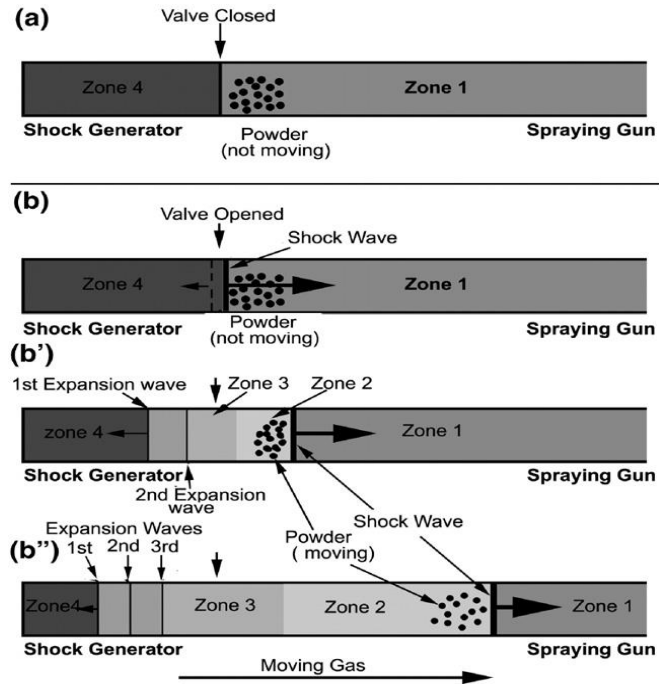 (a)
Valve Closed
Zone 4
Zone 1
Shock Generator
Powder
(not moving)
Spraying Gun
(b)
Valve Opened
Shock Wave
Zone 4
Zone 1
Shock Generator
Powder
(not moving)
Spraying Gun
(b')
1st Expansion wave
Zone 3
Zone 2
zone 4
Zone 1
Shock Generator
2nd Expansion
wave
Spraying Gun
Powder
( moving)
Shock Wave
(b")
Expansion Waves
1st
2nd
3rd
Zone4
Zone 3
Zone 2
Zone 1
Shock Generator
Moving Gas
Spraying Gun